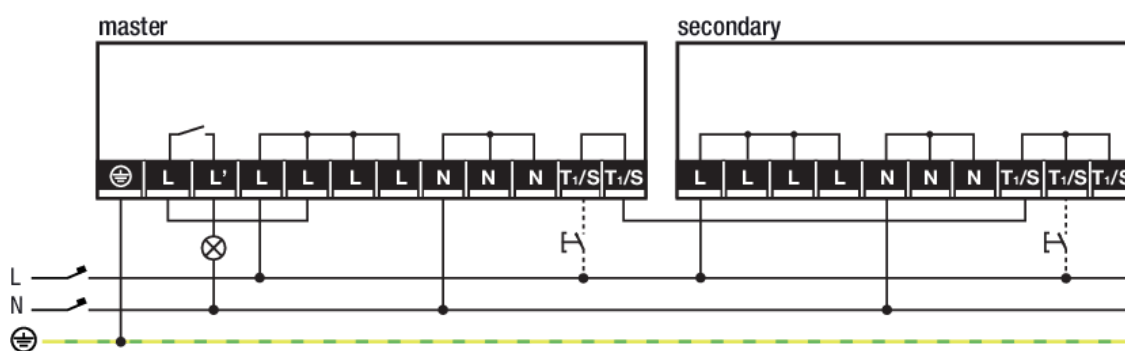 master secondary
L L' L L L L N N N T₁/S T₁/S L L L L N N N T₁/S T₁/S T₁/S
L
N